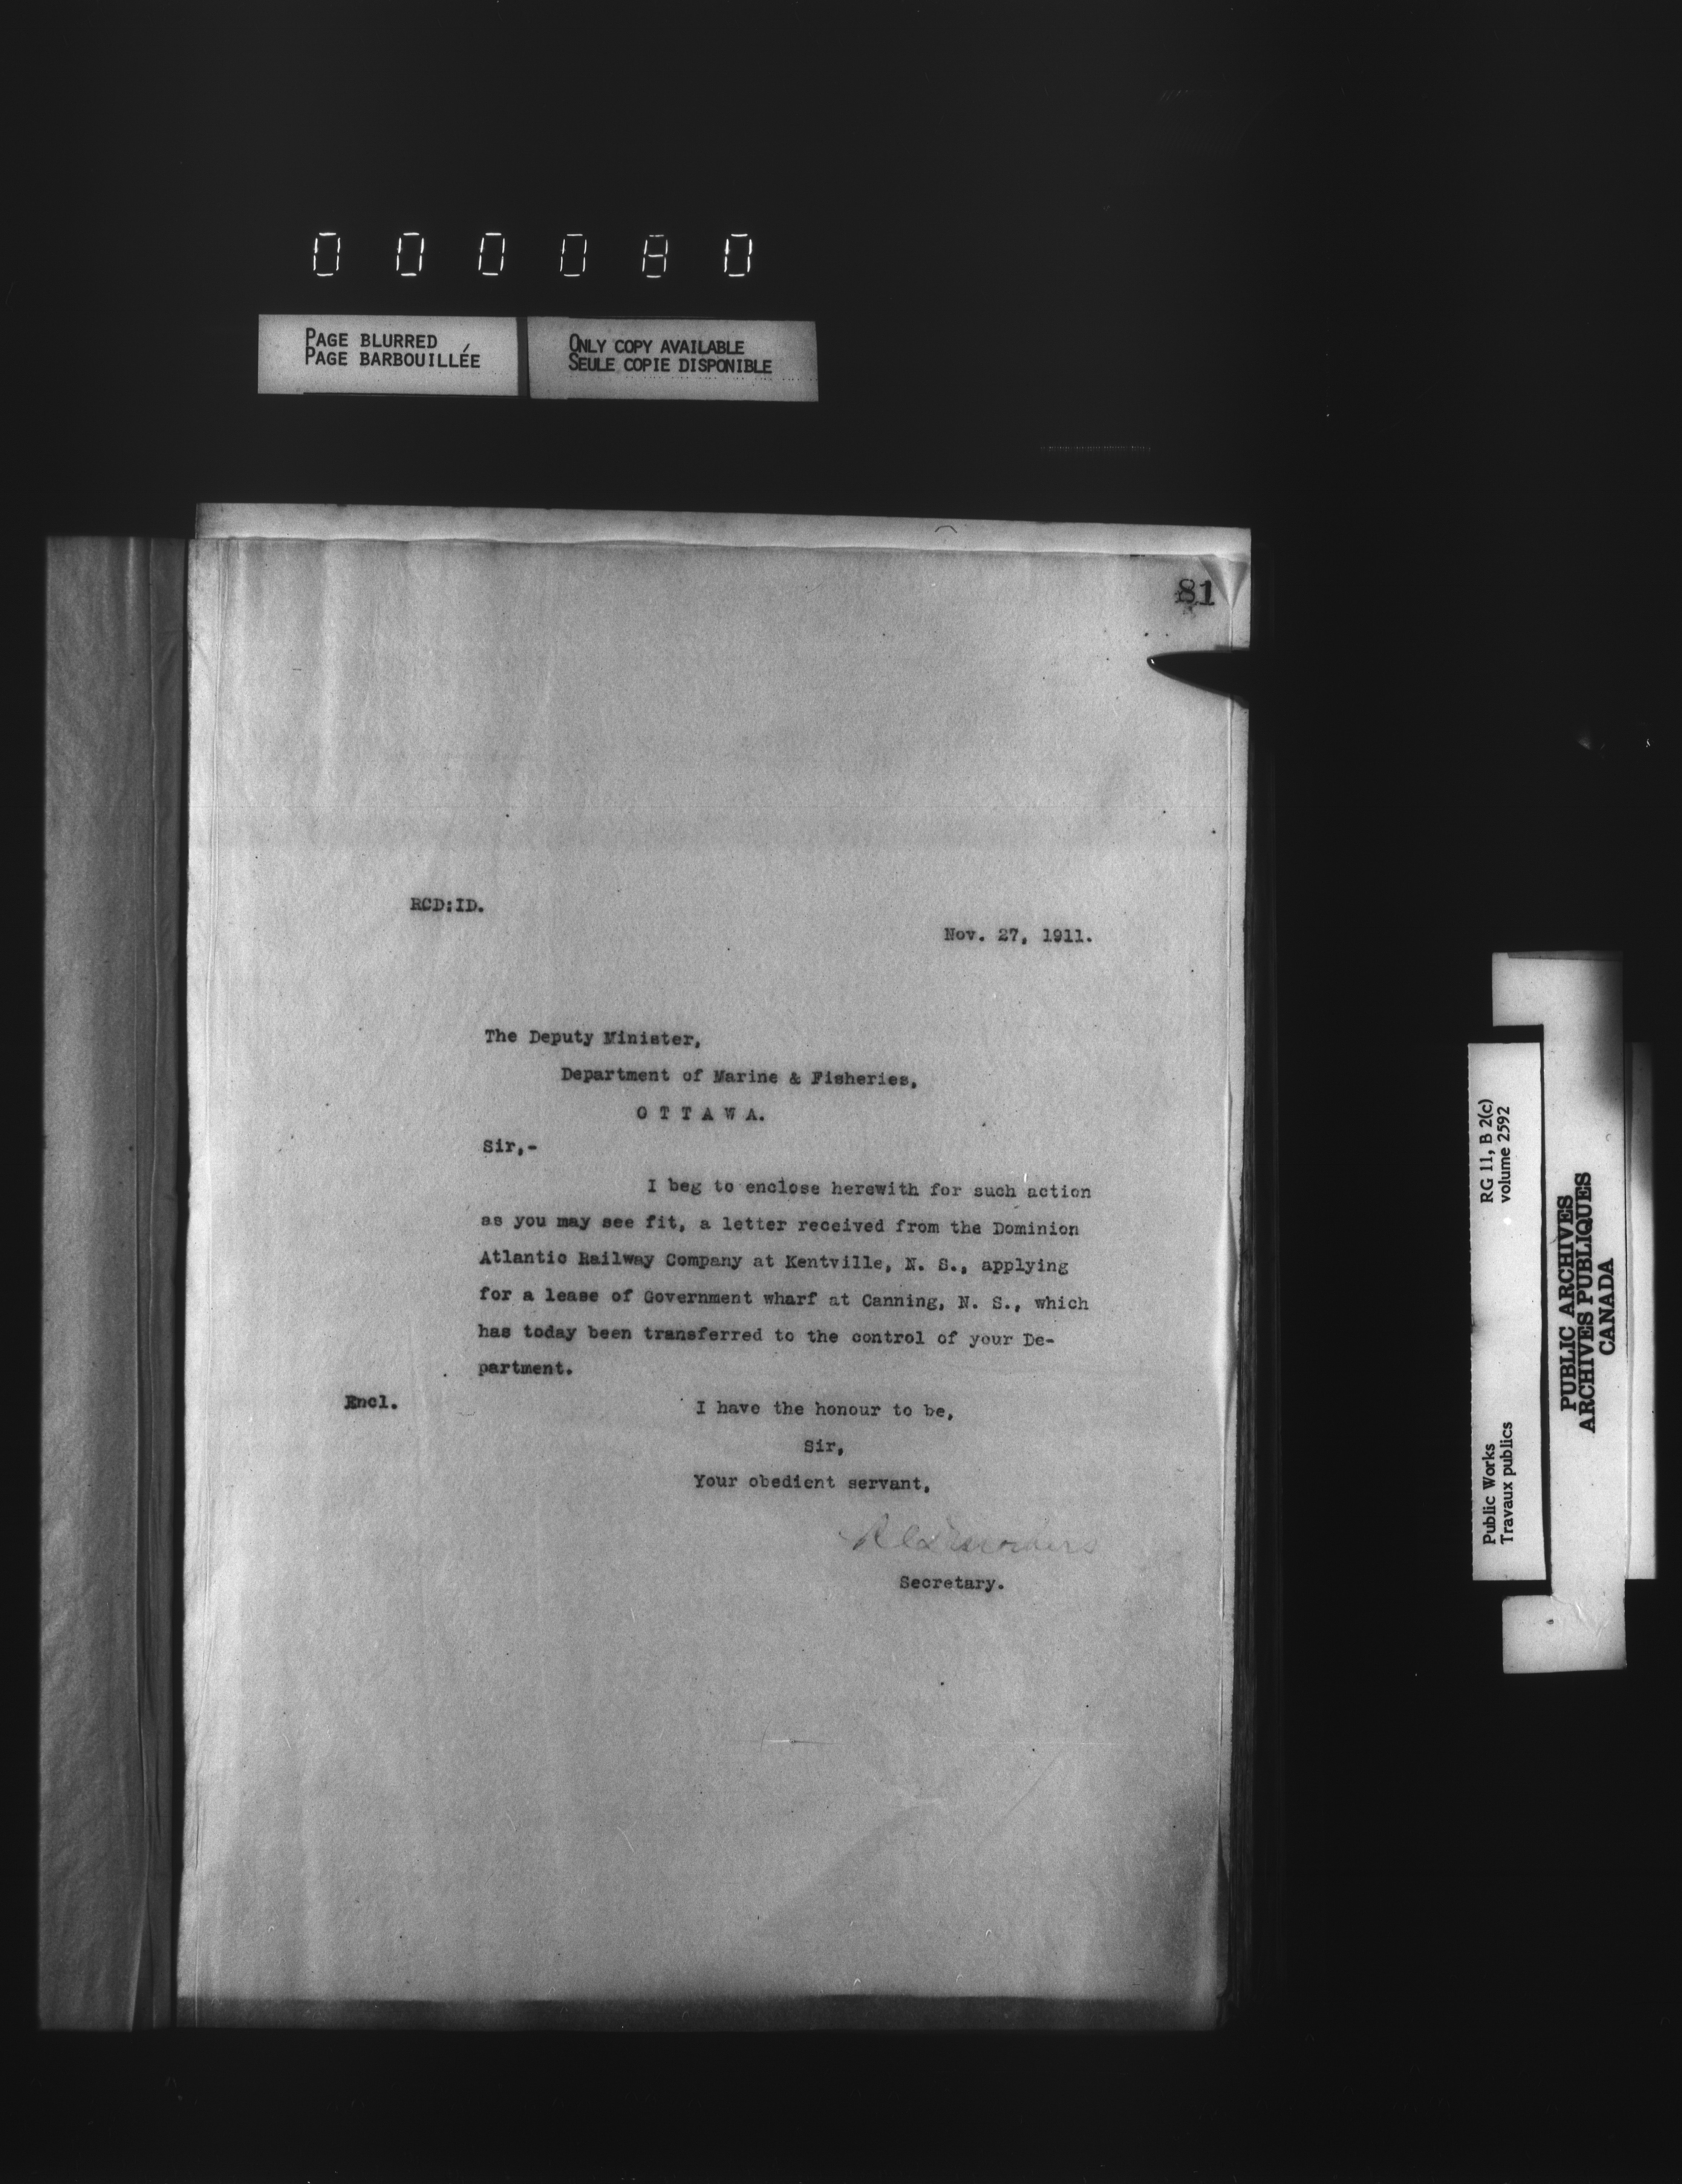 000080
PAGE BLURRED
PAGE BARBOUILLÉE
ONLY COPY AVAILABLE
SEULE COPIE DISPONIBLE
81
RCD:ID.
Nov. 27, 1911.
The Deputy Minister,
Department of Marine & Fisheries,
O T T A W A.
Sir,-
I beg to enclose herewith for such action
as you may see fit, a letter received from the Dominion
Atlantic Railway Company at Kentville, N. S., applying
for a lease of Government wharf at Canning, N. S., which
has today been transferred to the control of your De-
partment.
Encl.
I have the honour to be,
Sir,
Your obedient servant,
Secretary.
RG 11, B 2(c)
volume 2592
Public Works
Travaux publics
PUBLIC ARCHIVES
ARCHIVES PUBLIQUES
CANADA